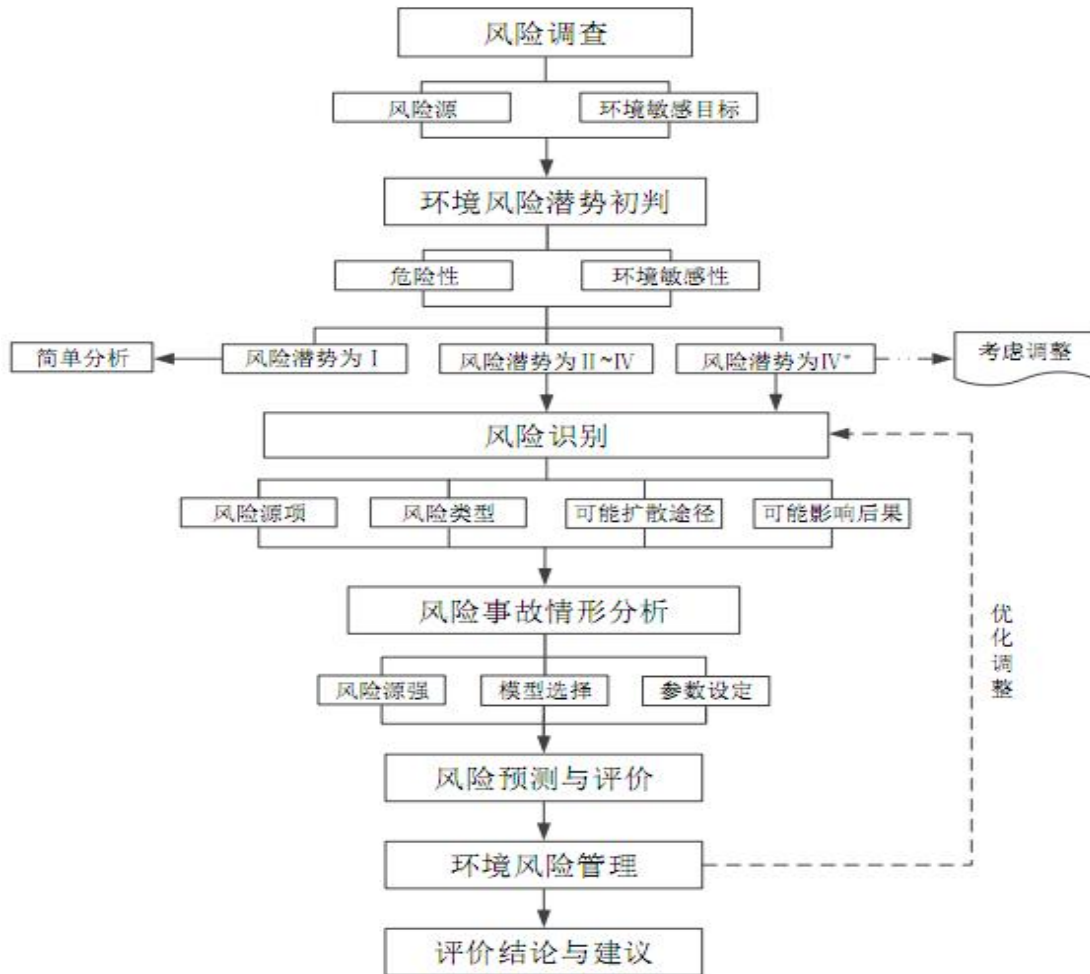 风险调查
风险源
环境敏感目标
环境风险潜势初判
危险性
环境敏感性
简单分析
风险潜势为Ⅰ
风险潜势为Ⅱ~Ⅳ
风险潜势为Ⅳ+
考虑调整
风险识别
风险源项
风险类型
可能扩散途径
可能影响后果
风险事故情形分析
风险源强
模型选择
参数设定
优化调整
风险预测与评价
环境风险管理
评价结论与建议